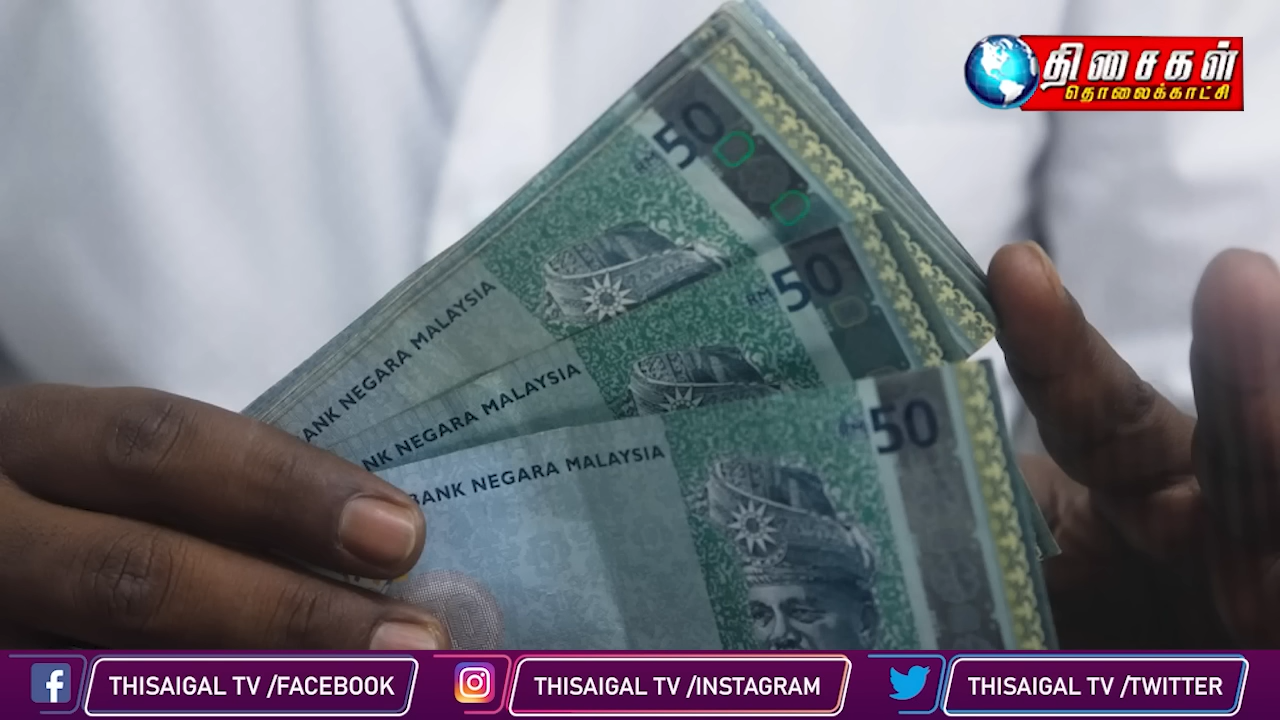 திசைகள்
தொலைக்காட்சி
50
RM
RM 50
50
BANK NEGARA MALAYSIA
BANK NEGARA MALAYSIA
BANK NEGARA MALAYSIA
THISAIGAL TV /FACEBOOK
THISAIGAL TV /INSTAGRAM
THISAIGAL TV /TWITTER